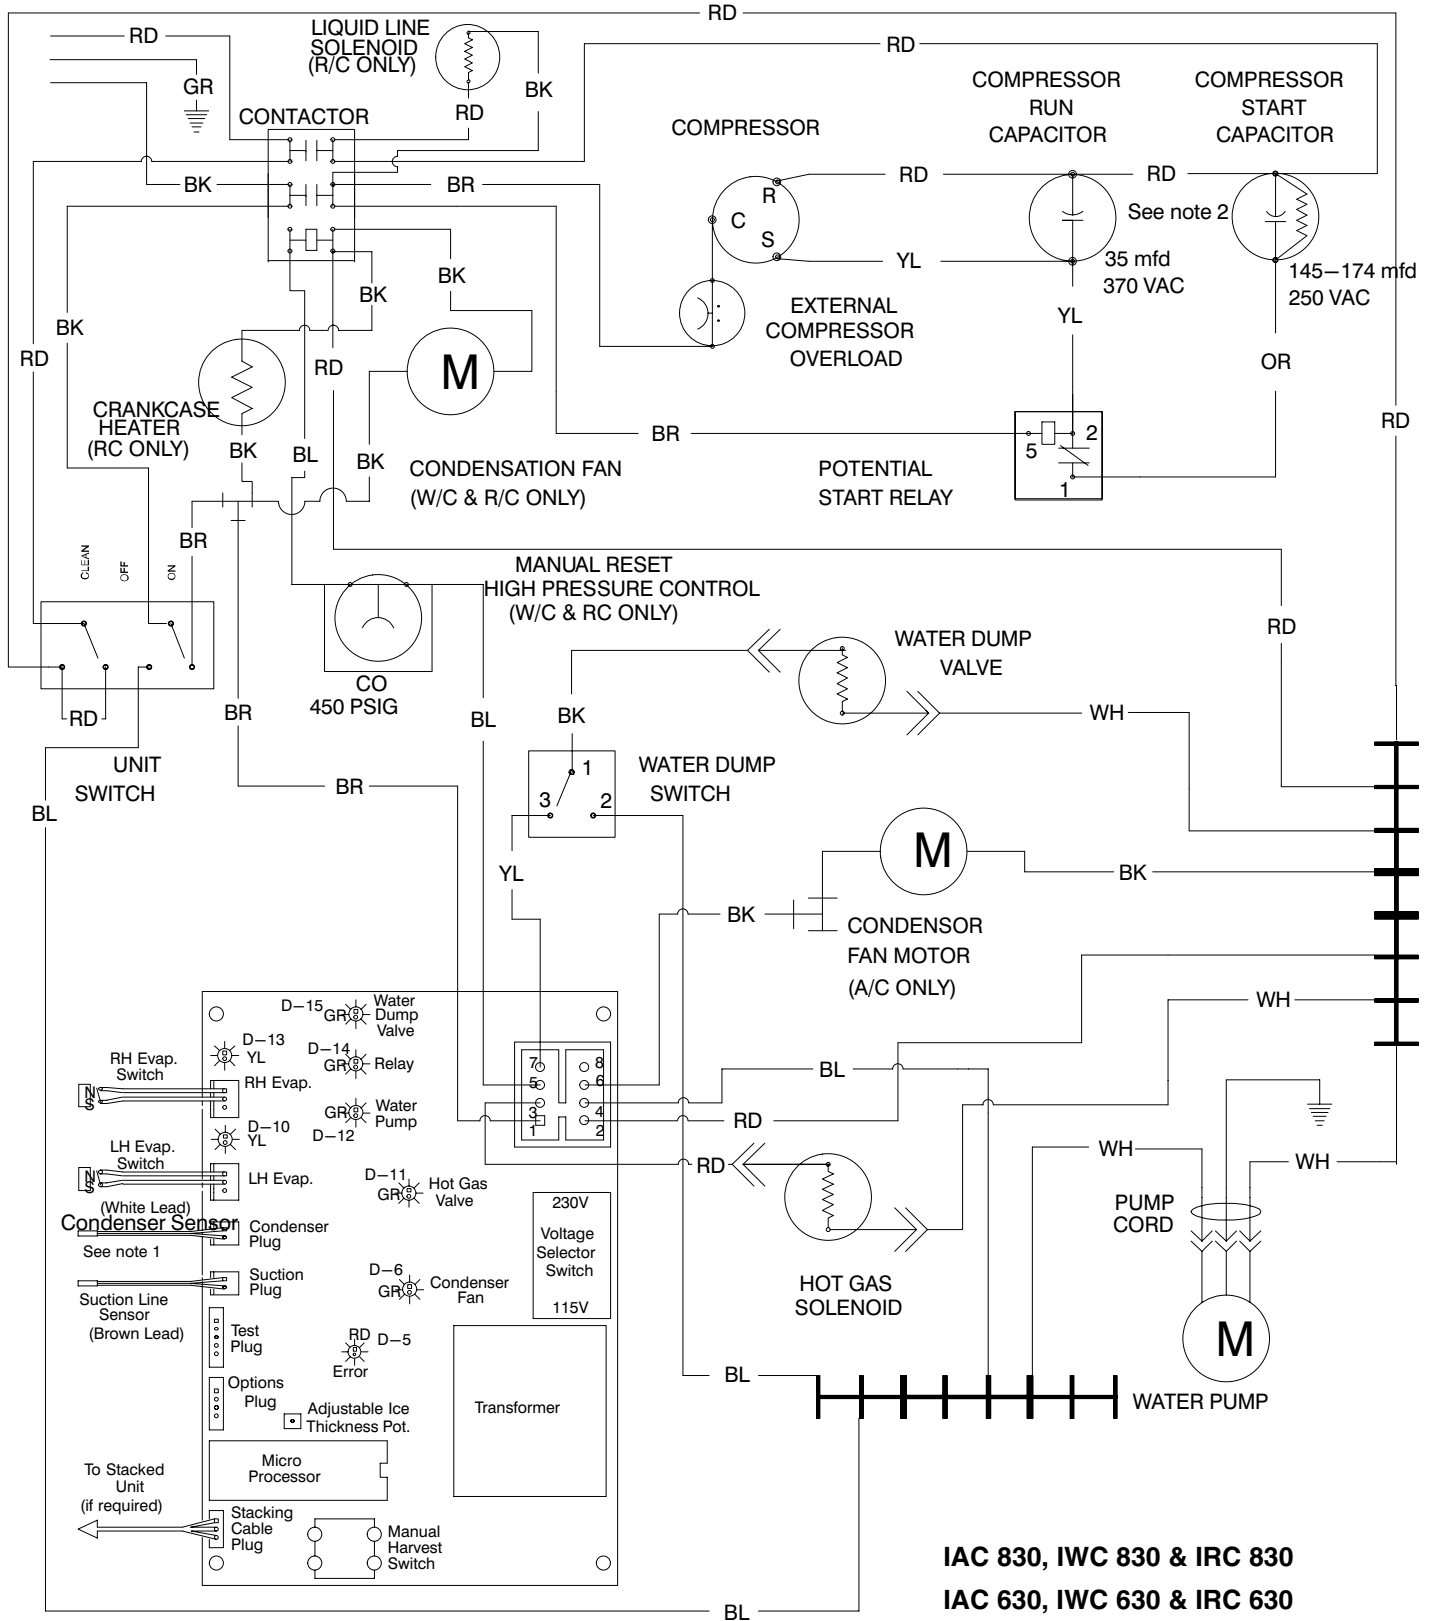 RD
RD
LIQUID LINE
SOLENOID
(R/C ONLY)
RD
GR
BK
RD
CONTACTOR
COMPRESSOR
COMPRESSOR
RUN
CAPACITOR
COMPRESSOR
START
CAPACITOR
BK
BR
RD
RD
R
C
S
See note 2
YL
35 mfd
370 VAC
145–174 mfd
250 VAC
BK
BK
EXTERNAL
COMPRESSOR
OVERLOAD
YL
BK
RD
RD
M
OR
CRANKCASE
HEATER
(RC ONLY)
BK
BL
BK
CONDENSATION FAN
(W/C & R/C ONLY)
BR
POTENTIAL
START RELAY
5
2
1
RD
BR
CLEAN
OFF
ON
MANUAL RESET
HIGH PRESSURE CONTROL
(W/C & RC ONLY)
CO
450 PSIG
WATER DUMP
VALVE
RD
RD
BR
BL
BK
WH
UNIT
SWITCH
BR
1
3
2
WATER DUMP
SWITCH
BL
YL
M
BK
BK
CONDENSOR
FAN MOTOR
(A/C ONLY)
D–15
GR
Water
Dump
Valve
D–13
YL
D–14
GR
Relay
RH Evap.
Switch
N
S
RH Evap.
GR
D–12
Water
Pump
7
8
5
6
3
4
1
2
WH
BL
RD
D–10
YL
LH Evap.
Switch
N
S
LH Evap.
D–11
GR
Hot Gas
Valve
RD
WH
WH
(White Lead)
Condenser Sensor
See note 1
Condenser
Plug
230V
Voltage
Selector
Switch
115V
PUMP
CORD
Suction
Plug
D–6
GR
Condenser
Fan
HOT GAS
SOLENOID
Suction Line
Sensor
(Brown Lead)
Test
Plug
RD
D–5
Error
M
BL
WATER PUMP
Options
Plug
Adjustable Ice
Thickness Pot.
Transformer
Micro
Processor
To Stacked
Unit
(if required)
Stacking
Cable
Plug
Manual
Harvest
Switch
IAC 830, IWC 830 & IRC 830
IAC 630, IWC 630 & IRC 630
BL